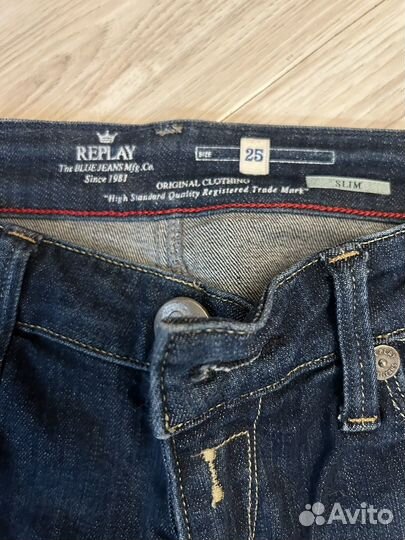 REPLAY
The BLUE JEANS Mfg.Co.
Since 1981
SIZE 25
ORIGINAL CLOTHING
"High Standard Quality Registered Trade Mark"
SLIM
Avito